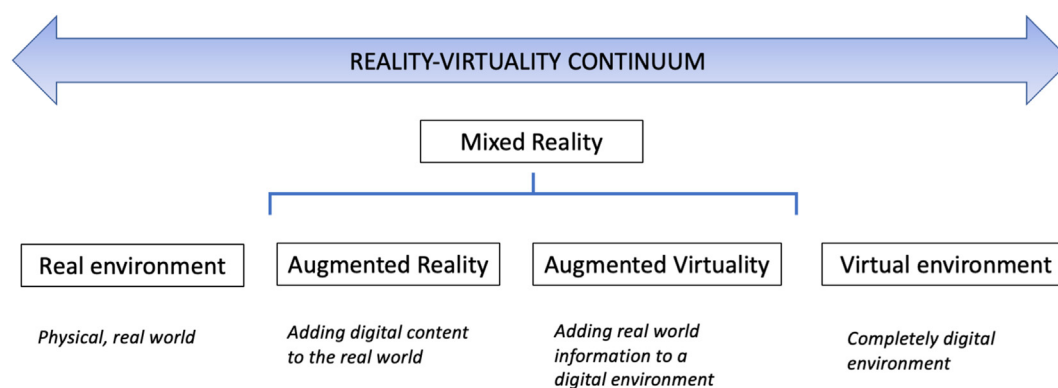 REALITY-VIRTUALITY CONTINUUM
Mixed Reality
Real environment
Augmented Reality
Augmented Virtuality
Virtual environment
Physical, real world
Adding digital content
to the real world
Adding real world
information to a
digital environment
Completely digital
environment